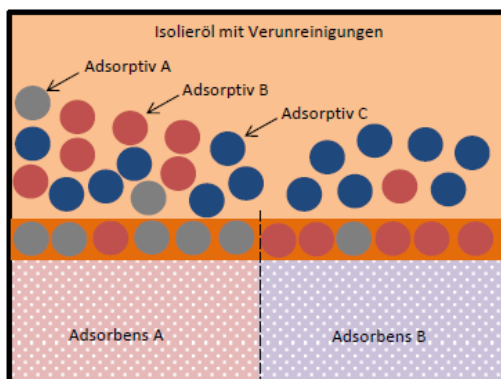 Isolieröl mit Verunreinigungen
Adsorptiv A
Adsorptiv B
Adsorptiv C
Adsorbens A
Adsorbens B